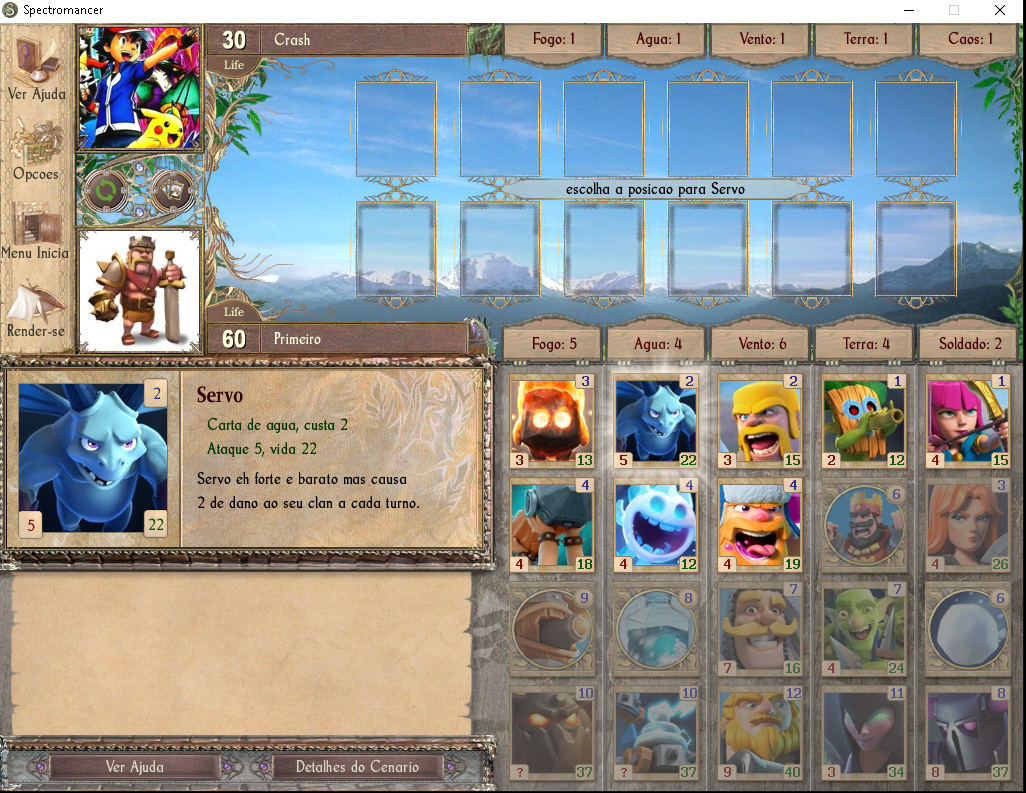 Spectromancer
30 Crash
Life
Fogo: 1 Agua: 1 Vento: 1 Terra: 1 Caos: 1
Ver Ajuda
Opcoes
Menu Inicia
Render-se
escolha a posicao para Servo
Life
60 Primeiro
Fogo: 5 Agua: 4 Vento: 6 Terra: 4 Soldado: 2
2
5 22
Servo
Carta de agua, custa 2
Ataque 5, vida 22
Servo eh forte e barato mas causa
2 de dano ao seu clan a cada turno.
3 2 2 1 1
3 13 5 22 3 15 2 12 4 15
4 4 4 6 3
4 18 4 12 4 19 4 26
9 8 7 7 6
7 16 4 24
10 10 12 11 8
? 37 ? 37 9 40 3 34 8 37
Ver Ajuda
Detalhes do Cenario